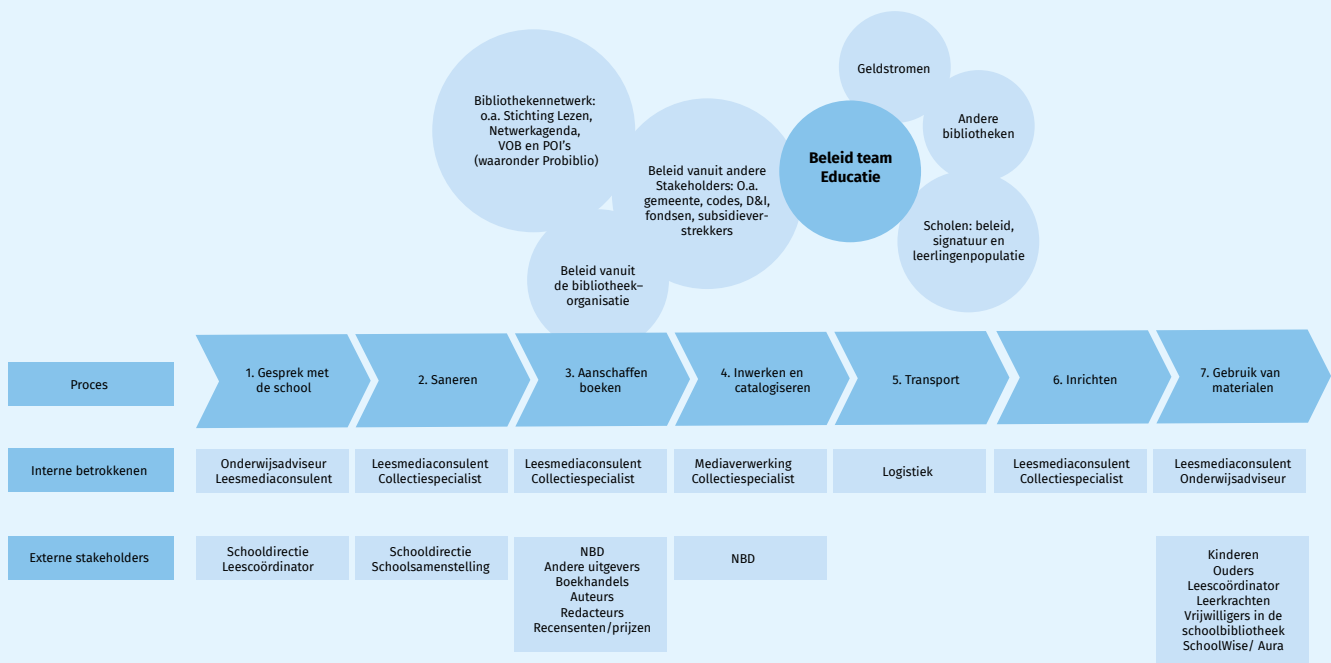 Geldstromen
Bibliothekennetwerk:
o.a. Stichting Lezen,
Netwerkagenda,
VOB en POI's
(waaronder Probiblio)
Andere
bibliotheken
Beleid team
Educatie
Beleid vanuit andere
Stakeholders: O.a.
gemeente, codes, D&I,
fondsen, subsidiever-
strekkers
Scholen: beleid,
signatuur en
leerlingenpopulatie
Beleid vanuit
de bibliotheek–
organisatie
Proces
1. Gesprek met
de school
2. Saneren
3. Aanschaffen
boeken
4. Inwerken en
catalogiseren
5. Transport
6. Inrichten
7. Gebruik van
materialen
Interne betrokkenen
Onderwijsadviseur
Leesmediaconsulent
Leesmediaconsulent
Collectiespecialist
Leesmediaconsulent
Collectiespecialist
Mediaverwerking
Collectiespecialist
Logistiek
Leesmediaconsulent
Collectiespecialist
Leesmediaconsulent
Onderwijsadviseur
Externe stakeholders
Schooldirectie
Leescoördinator
Schooldirectie
Schoolsamenstelling
NBD
Andere uitgevers
Boekhandels
Auteurs
Redacteurs
Recensenten/prijzen
NBD
Kinderen
Ouders
Leescoördinator
Leerkrachten
Vrijwilligers in de
schoolbibliotheek
SchoolWise/ Aura